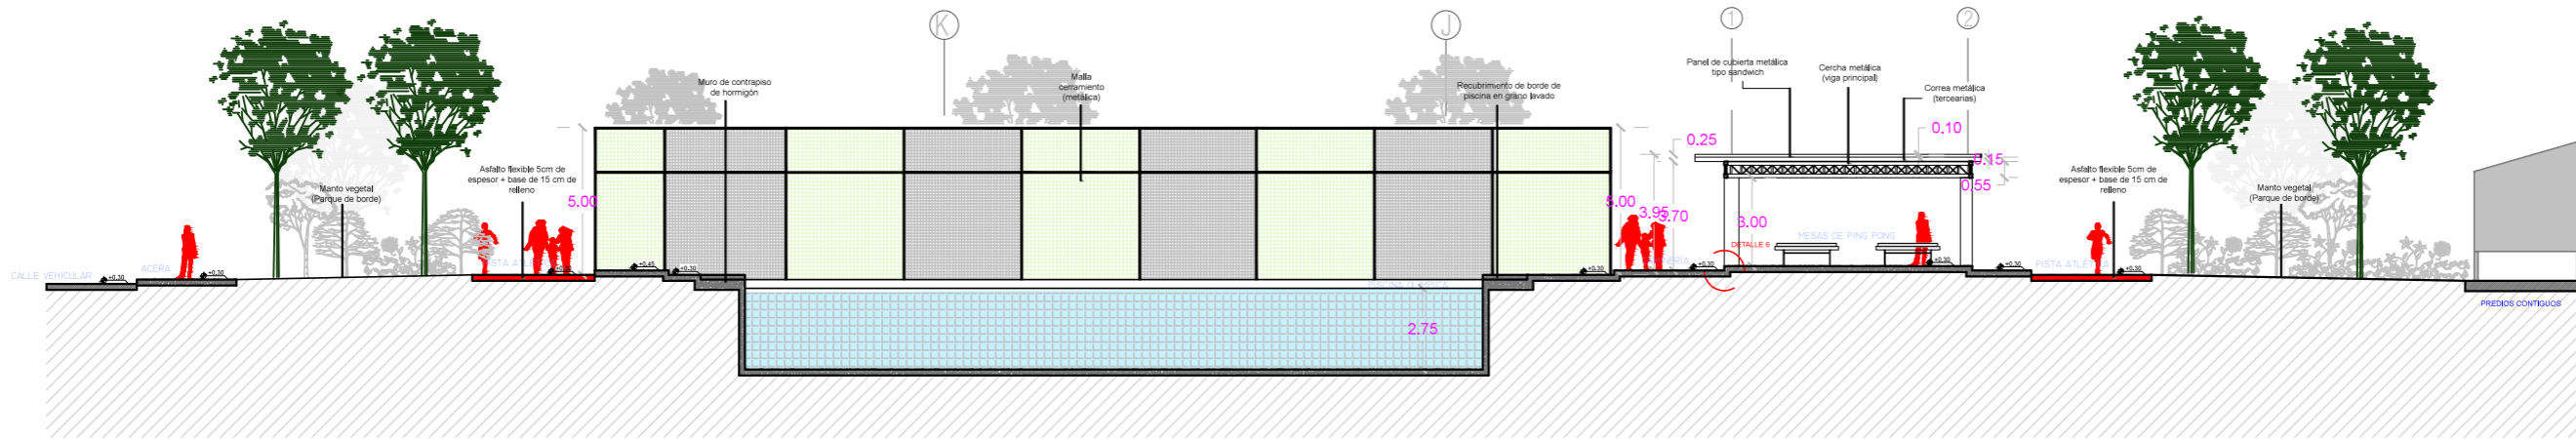 K
J
1
2
Muro de contrapiso
de hormigón
Malla
cerramiento
(metálica)
Recubrimiento de borde de
piscina en grano lavado
Panel de cubierta metálica
tipo sandwich
Cercha metálica
(viga principal)
Correa metálica
(tercearias)
0.25
0.10
0.15
0.55
Asfalto flexible 5cm de
espesor + base de 15 cm de
relleno
Manto vegetal
(Parque de borde)
5.00
5.00
3.95
3.70
3.00
Asfalto flexible 5cm de
espesor + base de 15 cm de
relleno
Manto vegetal
(Parque de borde)
MESAS DE PING PONG
DETALLE 6
CALLE VEHICULAR
+0.30
ACERA
+0.30
+0.45
+0.30
PISCINA OLIMPICA
+0.30
+0.30
+0.30
+0.30
PISTA ATLÉTICA
+0.30
2.75
PREDIOS CONTIGUOS